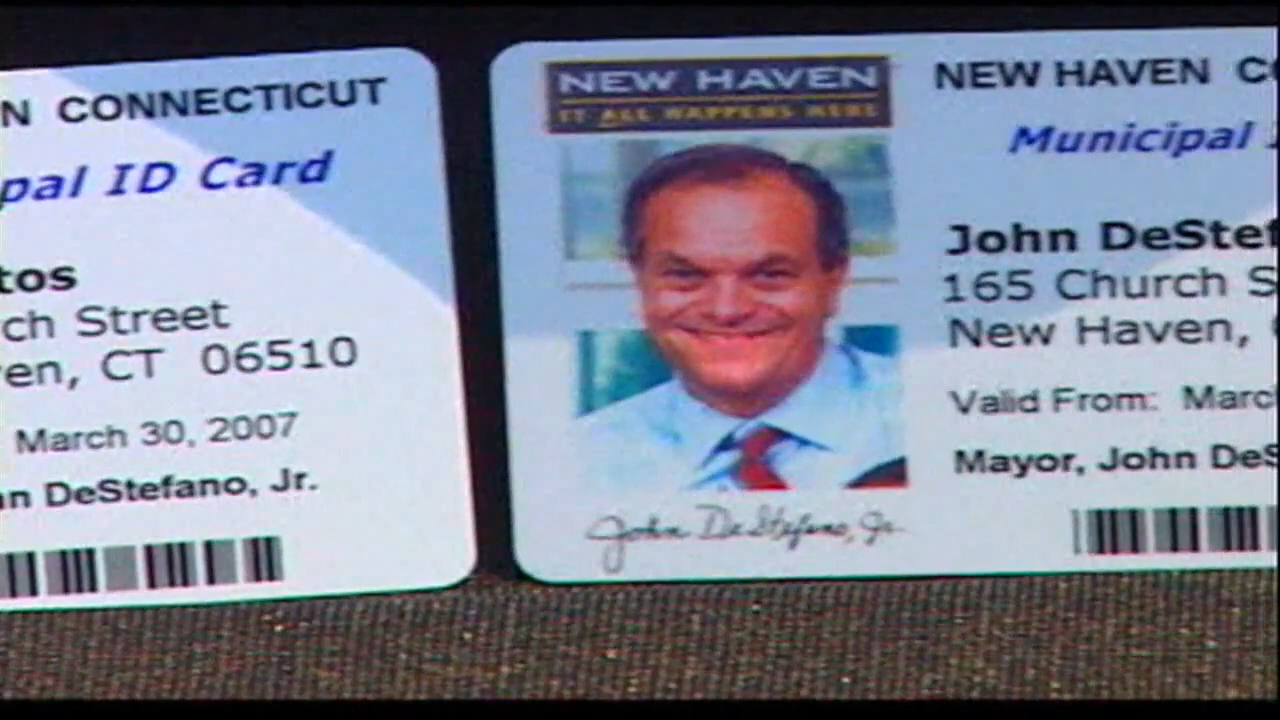 N CONNECTICUT
pal ID Card
tos
ch Street
en, CT 06510
March 30, 2007
n DeStefano, Jr.
NEW HAVEN
IT ALL HAPPENS HERE
John DeStefano, Jr.
NEW HAVEN C
Municipal
John DeStef
165 Church S
New Haven,
Valid From: Marc
Mayor, John DeS